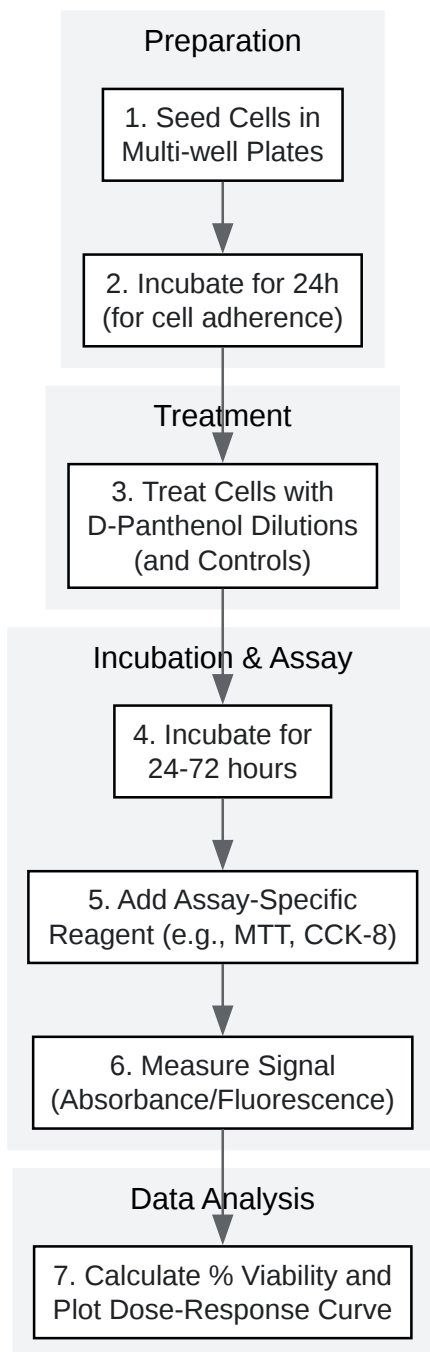 Preparation
1. Seed Cells in
Multi-well Plates
2. Incubate for 24h
(for cell adherence)
Treatment
3. Treat Cells with
D-Panthenol Dilutions
(and Controls)
Incubation & Assay
4. Incubate for
24-72 hours
5. Add Assay-Specific
Reagent (e.g., MTT, CCK-8)
6. Measure Signal
(Absorbance/Fluorescence)
Data Analysis
7. Calculate % Viability and
Plot Dose-Response Curve